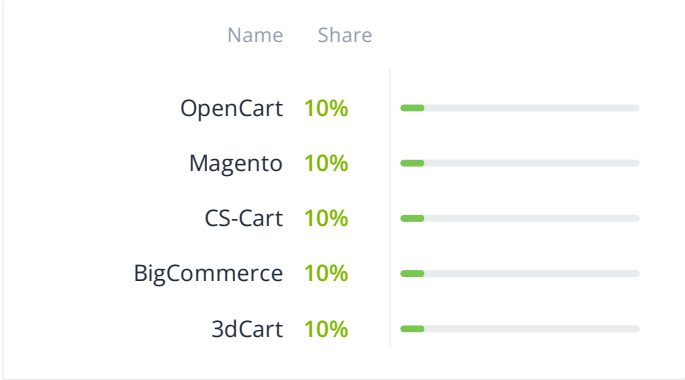 Name Share
OpenCart 10%
Magento 10%
CS-Cart 10%
BigCommerce 10%
3dCart 10%